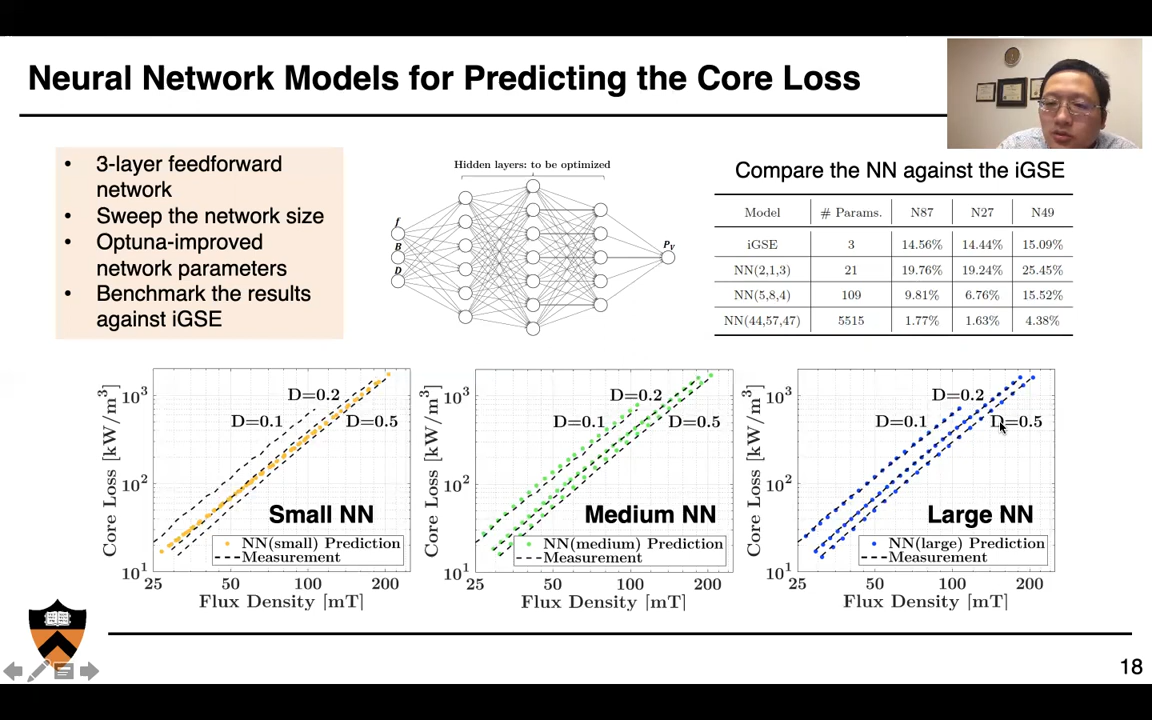 Neural Network Models for Predicting the Core Loss
• 3-layer feedforward
network
• Sweep the network size
• Optuna-improved
network parameters
• Benchmark the results
against iGSE
Hidden layers: to be optimized
f
B
D
PV
Compare the NN against the iGSE
Model # Params. N87 N27 N49
iGSE 3 14.56% 14.44% 15.09%
NN(2,1,3) 21 19.76% 19.24% 25.45%
NN(5,8,4) 109 9.81% 6.76% 15.52%
NN(44,57,47) 5515 1.77% 1.63% 4.38%
Core Loss [kW/m³]
10³
10²
10¹
D=0.2
D=0.1
D=0.5
Small NN
NN(small) Prediction
Measurement
25 50 100 200
Flux Density [mT]
Core Loss [kW/m³]
10³
10²
10¹
D=0.2
D=0.1
D=0.5
Medium NN
NN(medium) Prediction
Measurement
25 50 100 200
Flux Density [mT]
Core Loss [kW/m³]
10³
10²
10¹
D=0.2
D=0.1
D=0.5
Large NN
NN(large) Prediction
Measurement
25 50 100 200
Flux Density [mT]
18